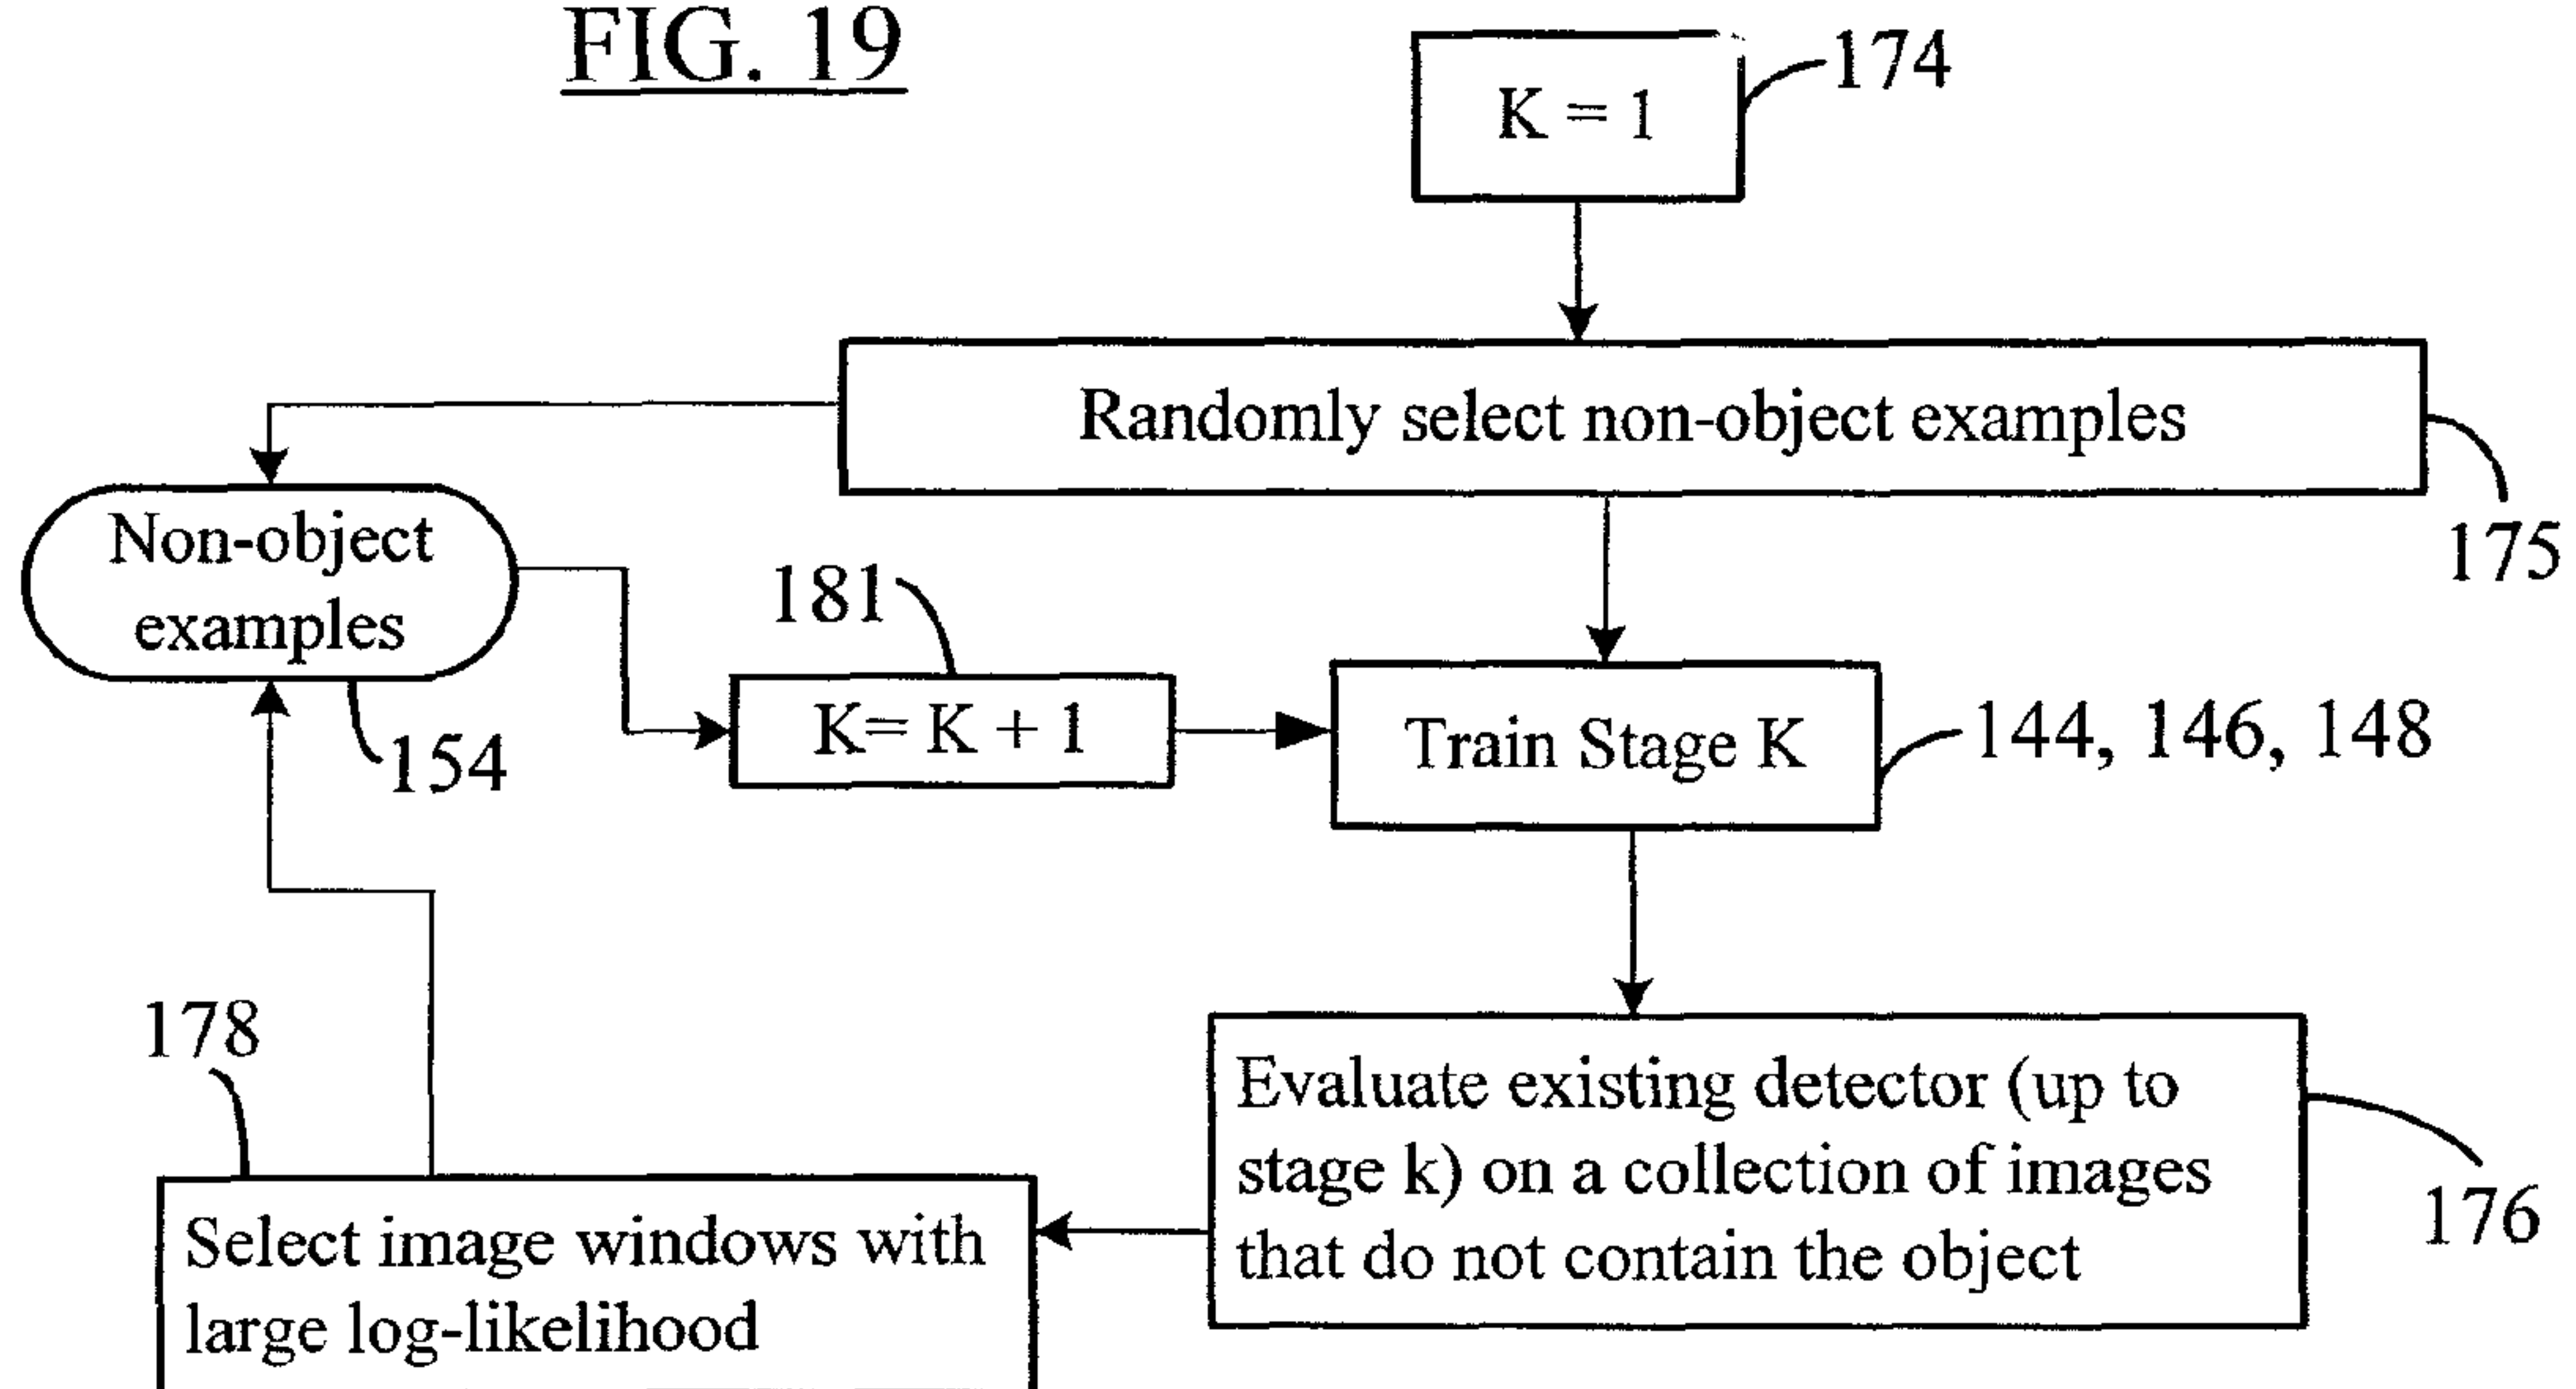 FIG. 19
K = 1
174
Randomly select non-object examples
175
Non-object
examples
154
181
K= K + 1
Train Stage K
144, 146, 148
178
Select image windows with
large log-likelihood
Evaluate existing detector (up to
stage k) on a collection of images
that do not contain the object
176